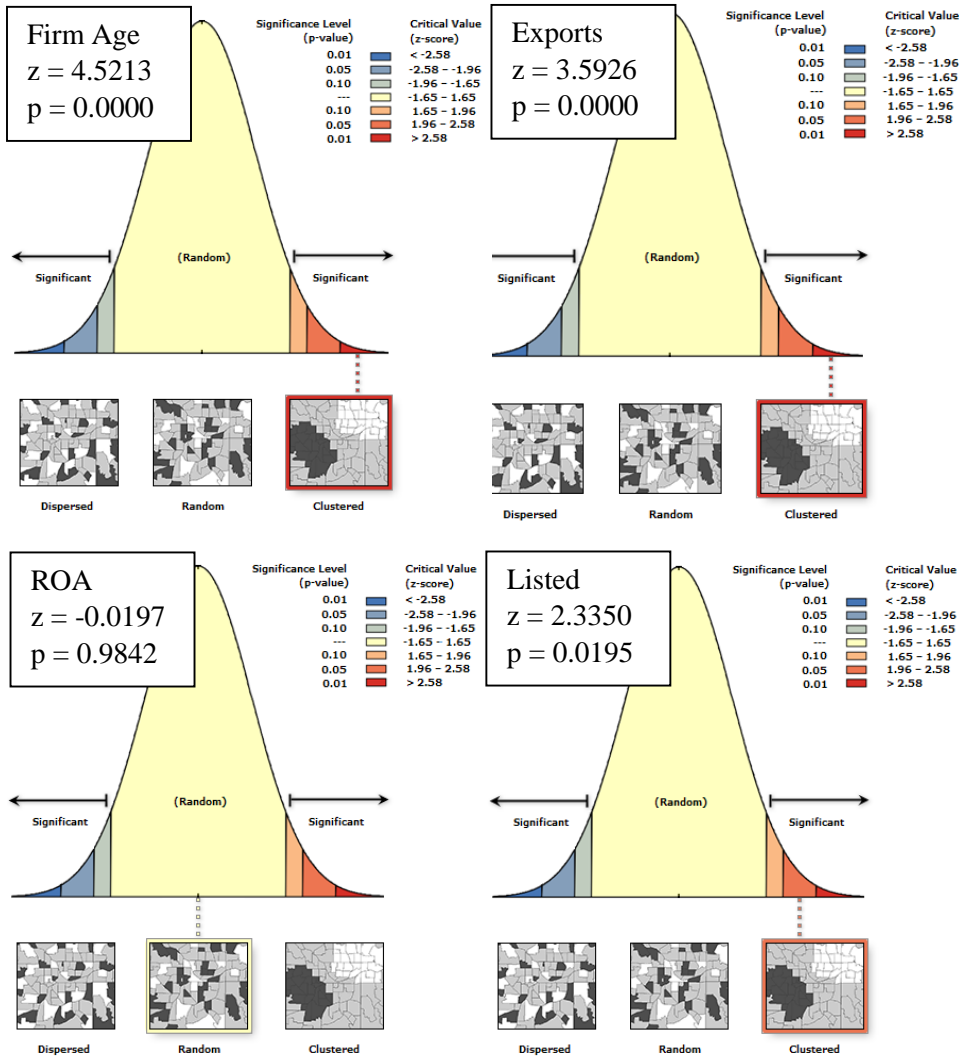 Firm Age
z = 4.5213
p = 0.0000
Significance Level
(p-value)
Critical Value
(z-score)
0.01 < -2.58
0.05 -2.58 – -1.96
0.10 -1.96 – -1.65
--- -1.65 – 1.65
0.10 1.65 – 1.96
0.05 1.96 – 2.58
0.01 > 2.58
(Random)
Significant
Significant
Dispersed
Random
Clustered
Exports
z = 3.5926
p = 0.0000
Significance Level
(p-value)
Critical Value
(z-score)
0.01 < -2.58
0.05 -2.58 – -1.96
0.10 -1.96 – -1.65
--- -1.65 – 1.65
0.10 1.65 – 1.96
0.05 1.96 – 2.58
0.01 > 2.58
(Random)
Significant
Significant
Dispersed
Random
Clustered
ROA
z = -0.0197
p = 0.9842
Significance Level
(p-value)
Critical Value
(z-score)
0.01 < -2.58
0.05 -2.58 – -1.96
0.10 -1.96 – -1.65
--- -1.65 – 1.65
0.10 1.65 – 1.96
0.05 1.96 – 2.58
0.01 > 2.58
(Random)
Significant
Significant
Dispersed
Random
Clustered
Listed
z = 2.3350
p = 0.0195
Significance Level
(p-value)
Critical Value
(z-score)
0.01 < -2.58
0.05 -2.58 – -1.96
0.10 -1.96 – -1.65
--- -1.65 – 1.65
0.10 1.65 – 1.96
0.05 1.96 – 2.58
0.01 > 2.58
(Random)
Significant
Significant
Dispersed
Random
Clustered